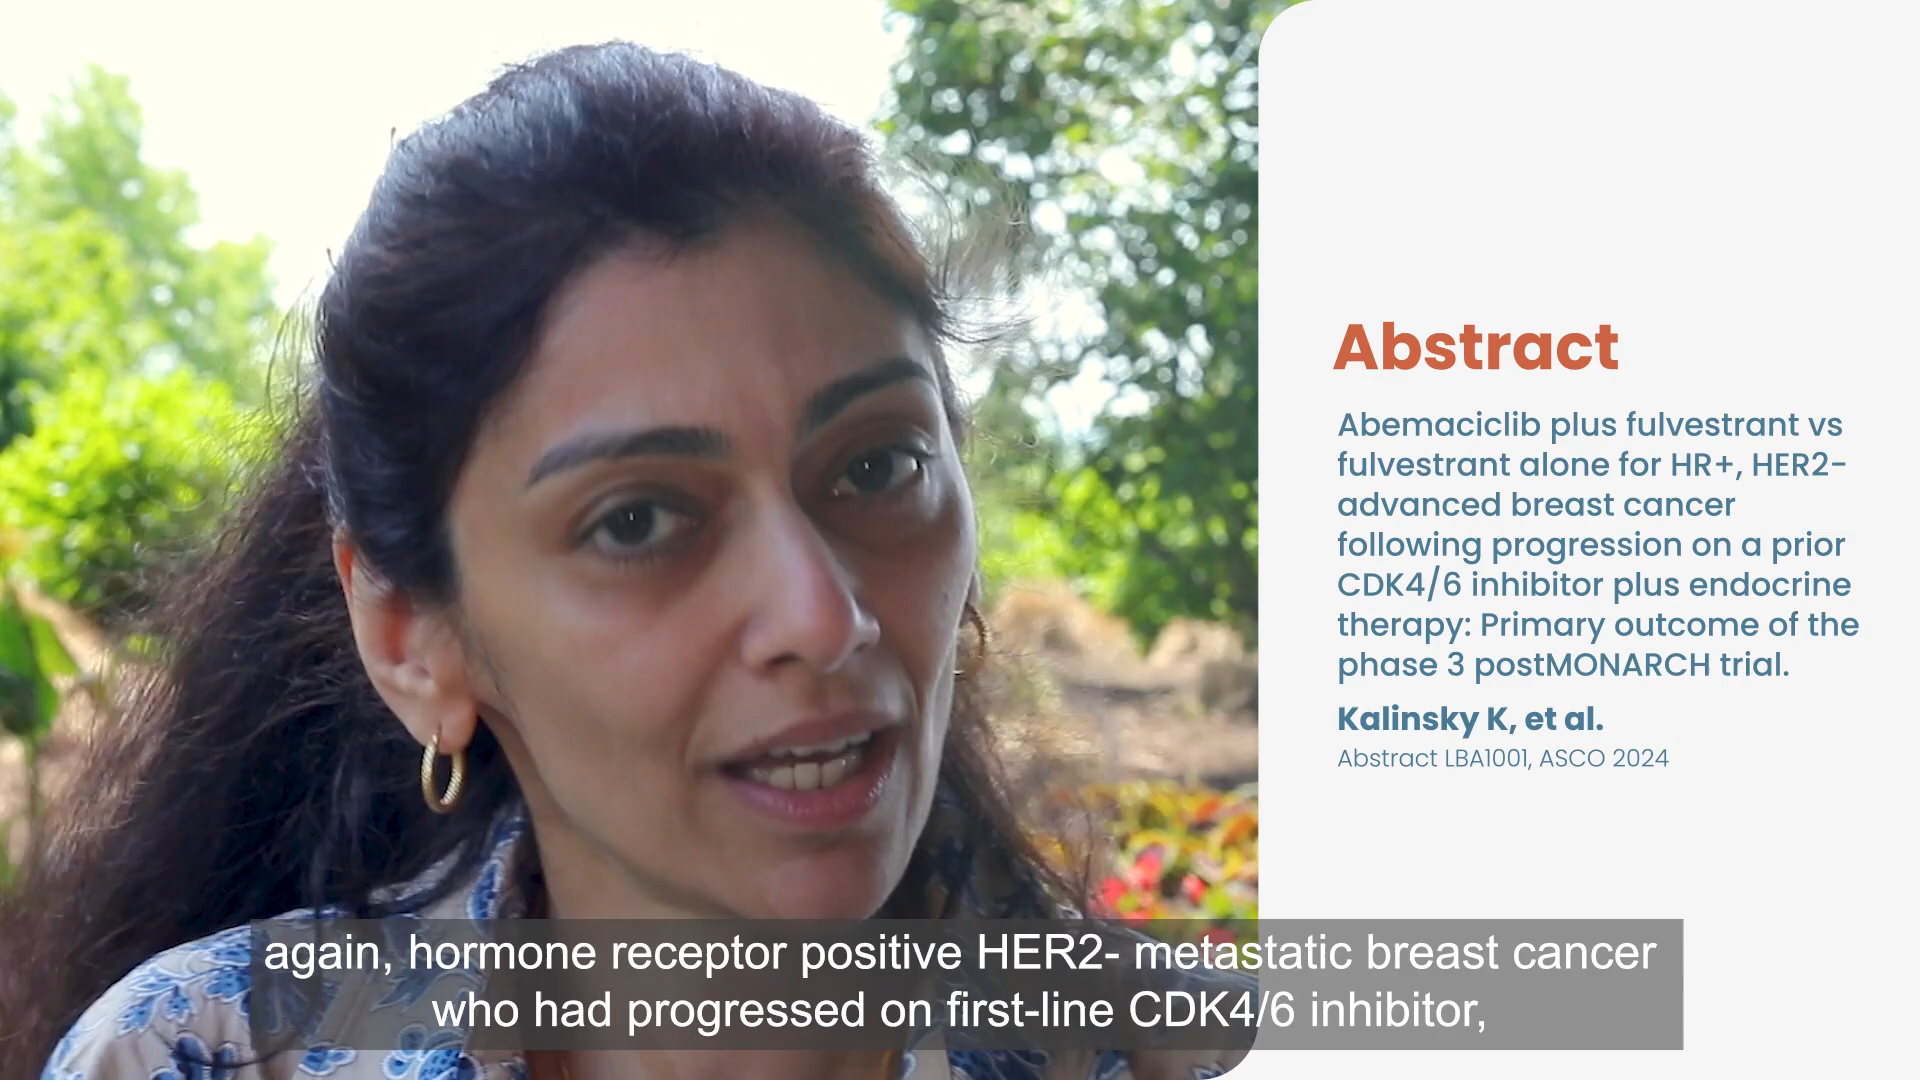 Abstract
Abemaciclib plus fulvestrant vs
fulvestrant alone for HR+, HER2-
advanced breast cancer
following progression on a prior
CDK4/6 inhibitor plus endocrine
therapy: Primary outcome of the
phase 3 postMONARCH trial.
Kalinsky K, et al.
Abstract LBA1001, ASCO 2024
again, hormone receptor positive HER2- metastatic breast cancer
who had progressed on first-line CDK4/6 inhibitor,